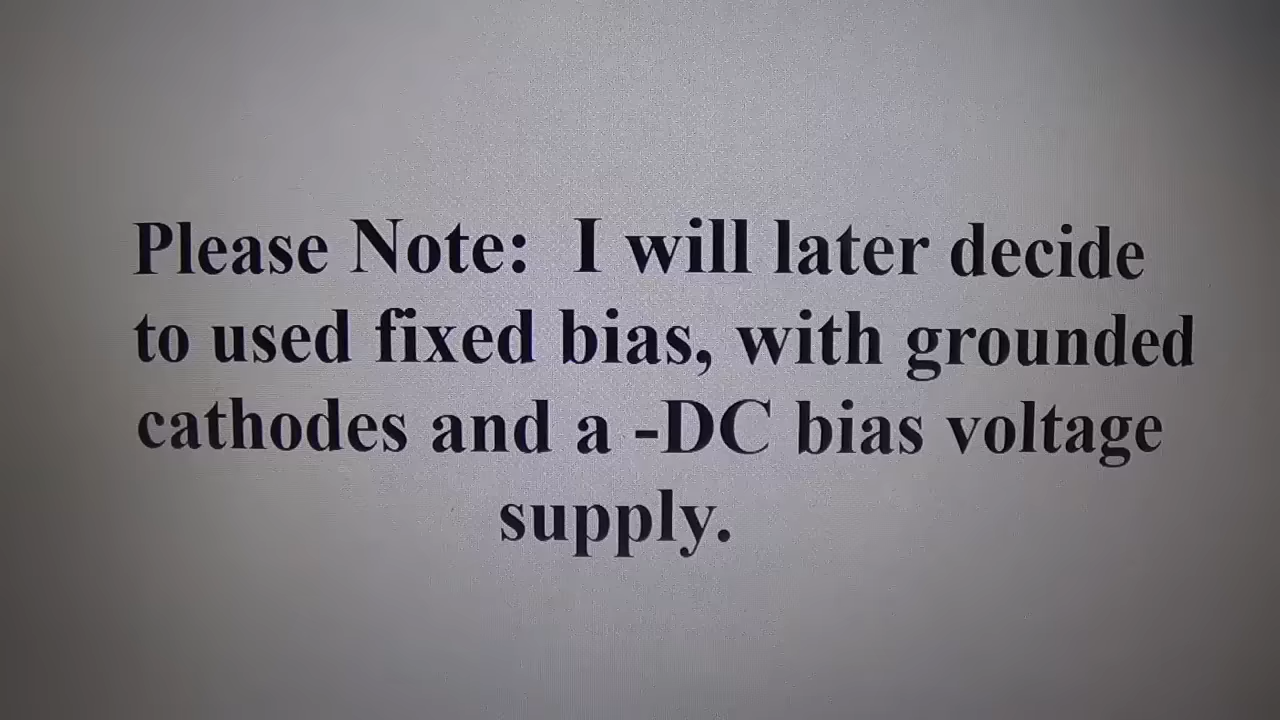 Please Note:  I will later decide
to used fixed bias, with grounded
cathodes and a -DC bias voltage
supply.